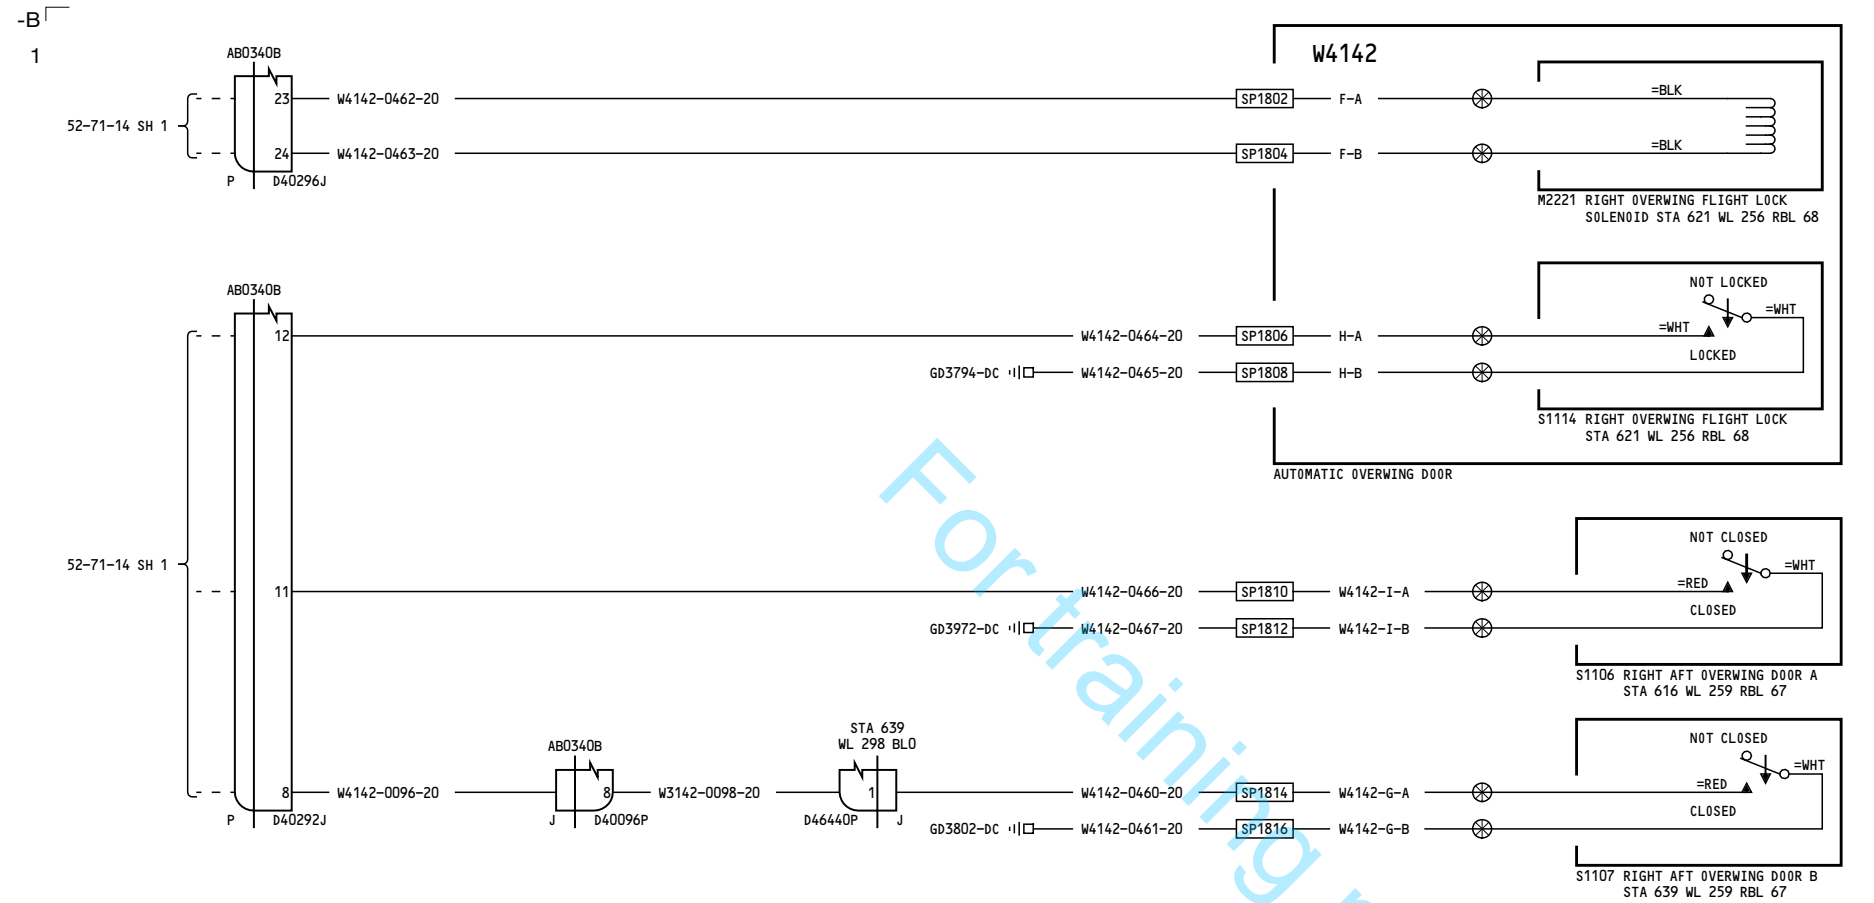 -B
1
AB0340B
W4142
52-71-14 SH 1
23 W4142-0462-20 SP1802 F-A =BLK
24 W4142-0463-20 SP1804 F-B =BLK
P D40296J
M2221 RIGHT OVERWING FLIGHT LOCK
SOLENOID STA 621 WL 256 RBL 68
AB0340B
NOT LOCKED
=WHT
12 W4142-0464-20 SP1806 H-A =WHT
LOCKED
GD3794-DC W4142-0465-20 SP1808 H-B
S1114 RIGHT OVERWING FLIGHT LOCK
STA 621 WL 256 RBL 68
AUTOMATIC OVERWING DOOR
52-71-14 SH 1
NOT CLOSED
=WHT
11 W4142-0466-20 SP1810 W4142-I-A =RED
CLOSED
GD3972-DC W4142-0467-20 SP1812 W4142-I-B
S1106 RIGHT AFT OVERWING DOOR A
STA 616 WL 259 RBL 67
AB0340B
STA 639
WL 298 BL0
NOT CLOSED
=WHT
8 W4142-0096-20 8 W3142-0098-20 1 W4142-0460-20 SP1814 W4142-G-A =RED
CLOSED
P D40292J J D40096P D46440P J
GD3802-DC W4142-0461-20 SP1816 W4142-G-B
S1107 RIGHT AFT OVERWING DOOR B
STA 639 WL 259 RBL 67
For training